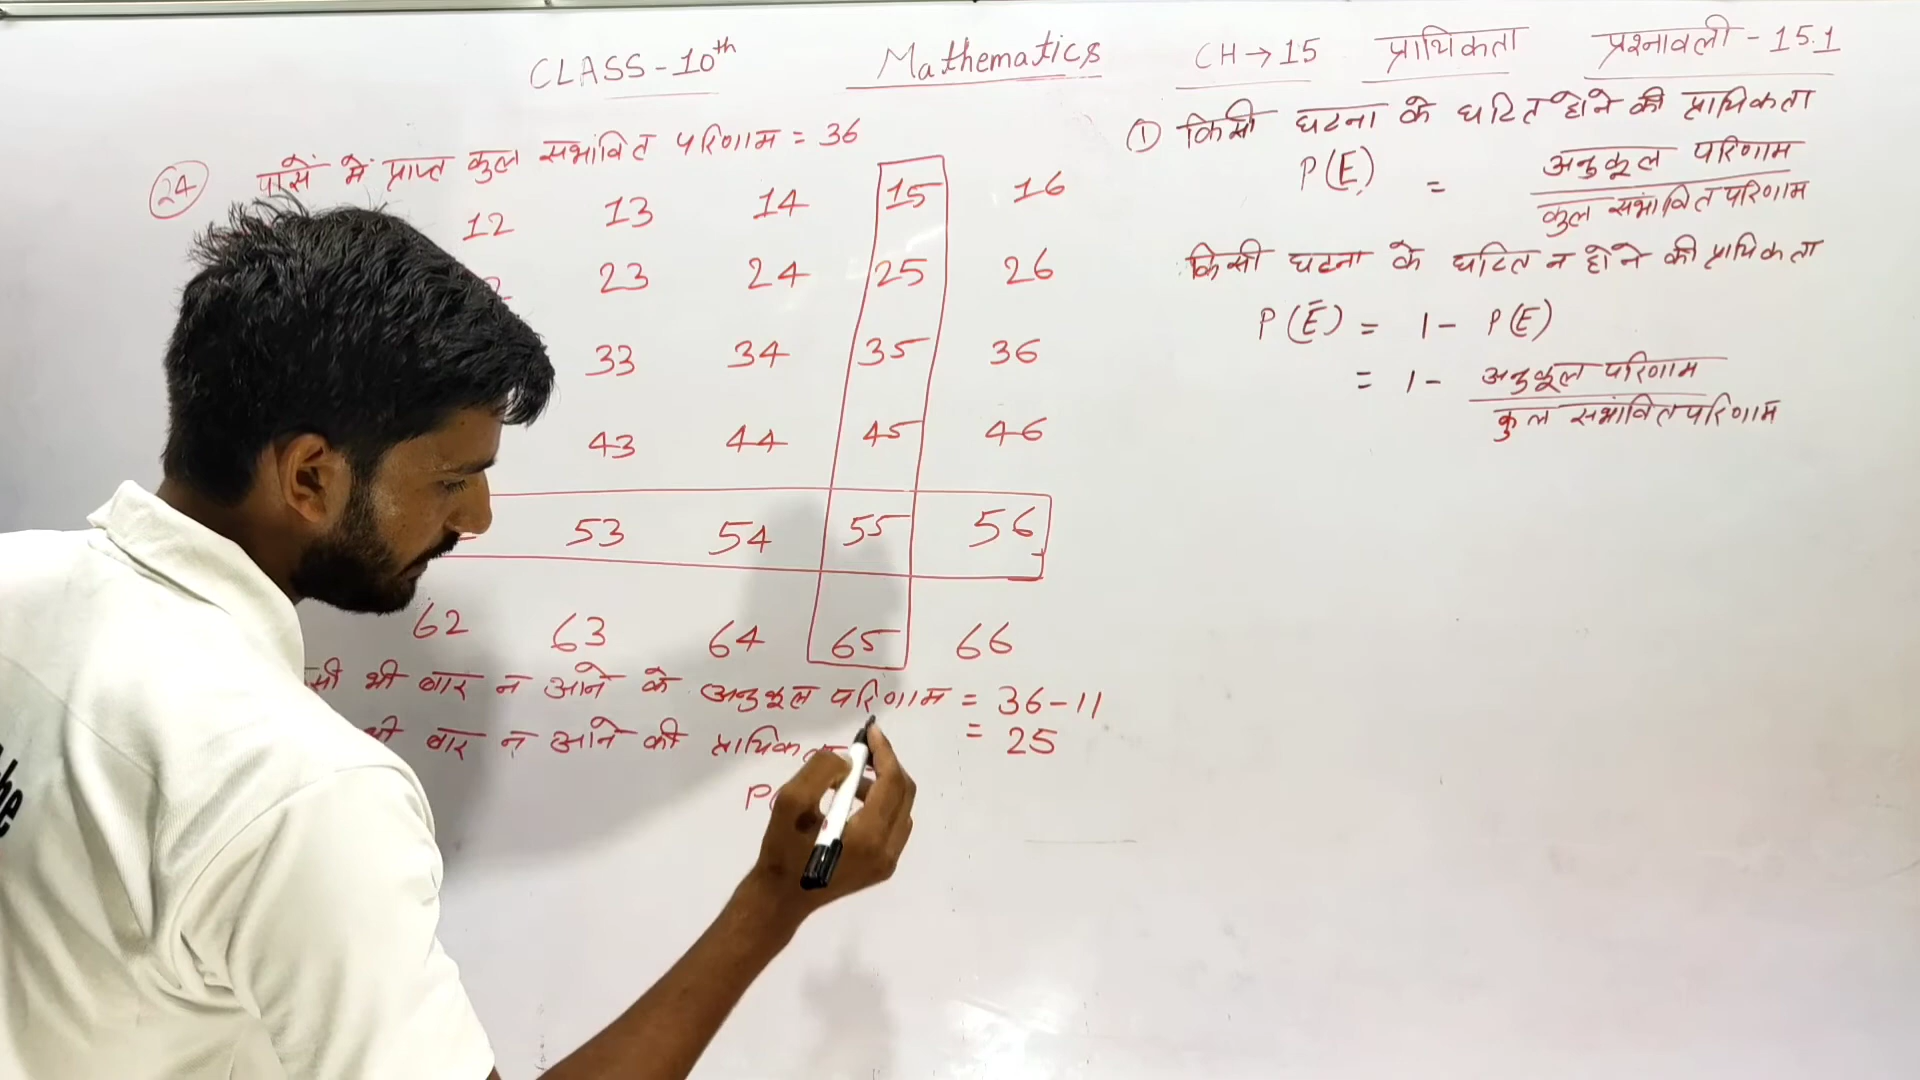 CLASS-10th Mathematics CH→15 प्रायिकता प्रश्नावली-15.1
24 पांसे में प्राप्त कुल सभांवित परिणाम = 36
12 13 14 15 16
23 24 25 26
33 34 35 36
43 44 45 46
53 54 55 56
62 63 64 65 66
भी बार न आने के अनुकूल परिणाम = 36-11
बार न आने की = 25
① किसी घटना के घटित होने की प्रायिकता
P(E) = अनुकूल परिणाम
कुल सभांवित परिणाम
किसी घटना के घटित न होने की प्रायिकता
P(Ē) = 1- P(E)
= 1- अनुकूल परिणाम
कुल सभांवित परिणाम